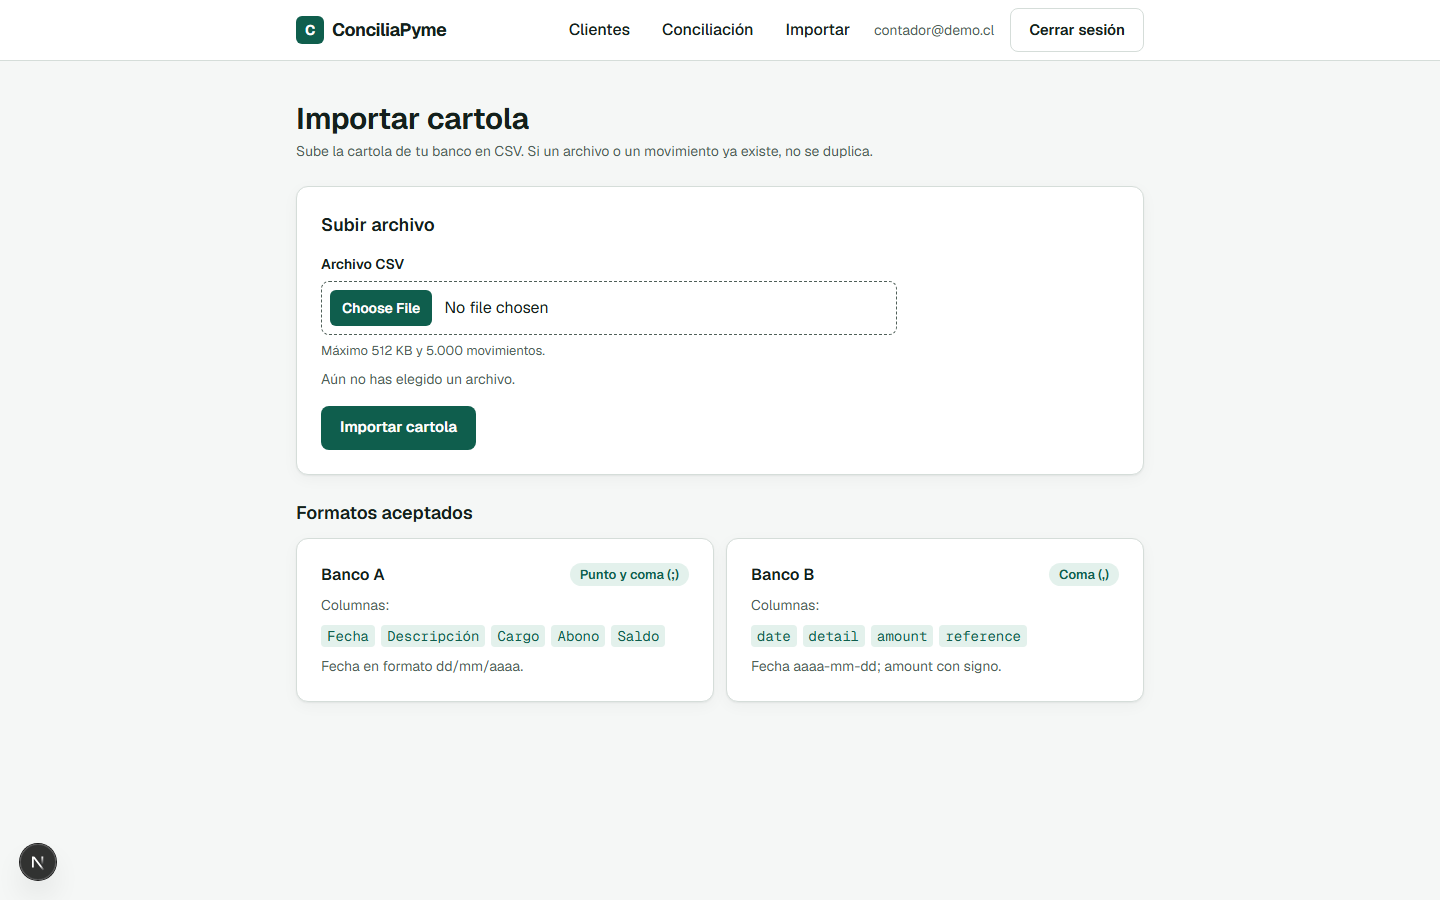 C ConciliaPyme Clientes Conciliación Importar contador@demo.cl Cerrar sesión
Importar cartola
Sube la cartola de tu banco en CSV. Si un archivo o un movimiento ya existe, no se duplica.
Subir archivo
Archivo CSV
Choose File No file chosen
Máximo 512 KB y 5.000 movimientos.
Aún no has elegido un archivo.
Importar cartola
Formatos aceptados
Banco A Punto y coma (;)
Columnas:
Fecha Descripción Cargo Abono Saldo
Fecha en formato dd/mm/aaaa.
Banco B Coma (,)
Columnas:
date detail amount reference
Fecha aaaa-mm-dd; amount con signo.
N